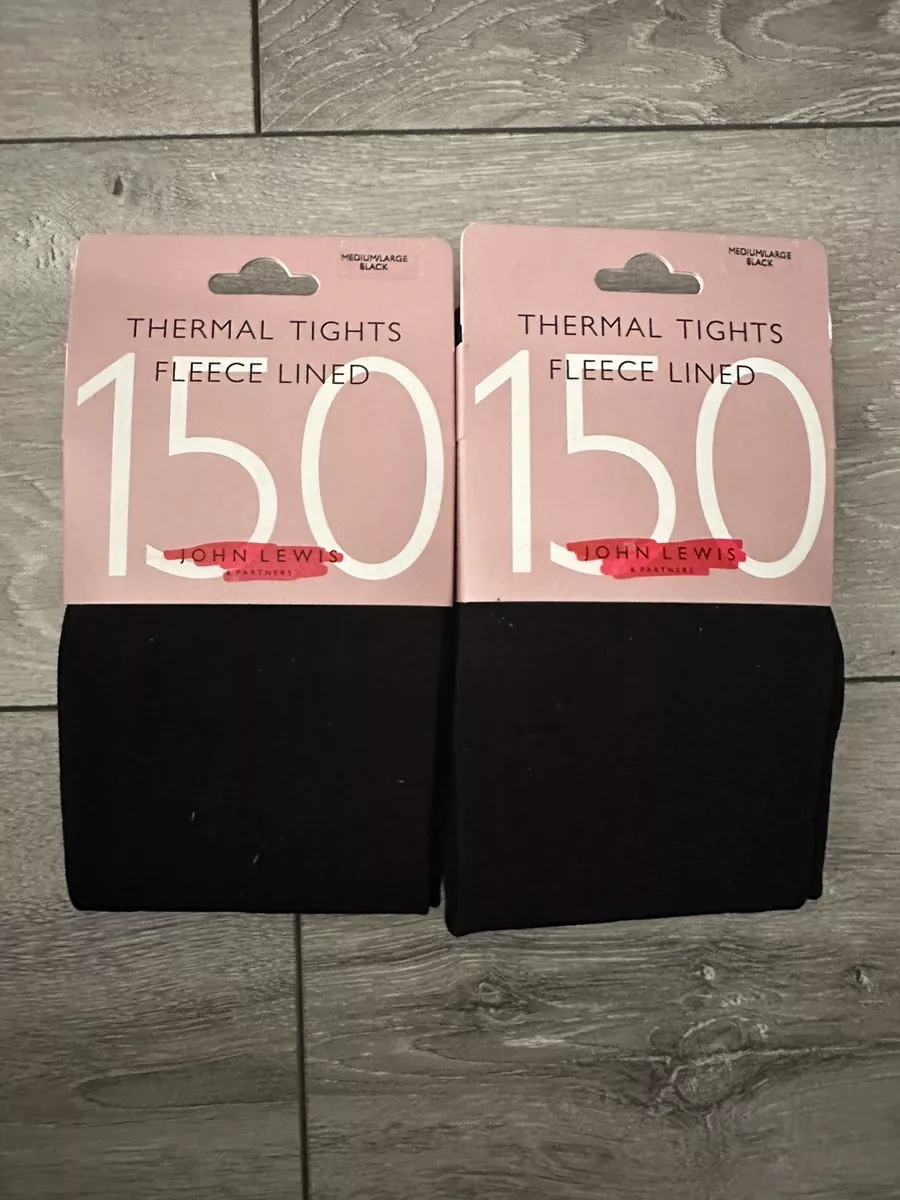 MEDIUM/LARGE
BLACK
THERMAL TIGHTS
FLEECE LINED
150
JOHN LEWIS
& PARTNERS
MEDIUM/LARGE
BLACK
THERMAL TIGHTS
FLEECE LINED
150
JOHN LEWIS
& PARTNERS